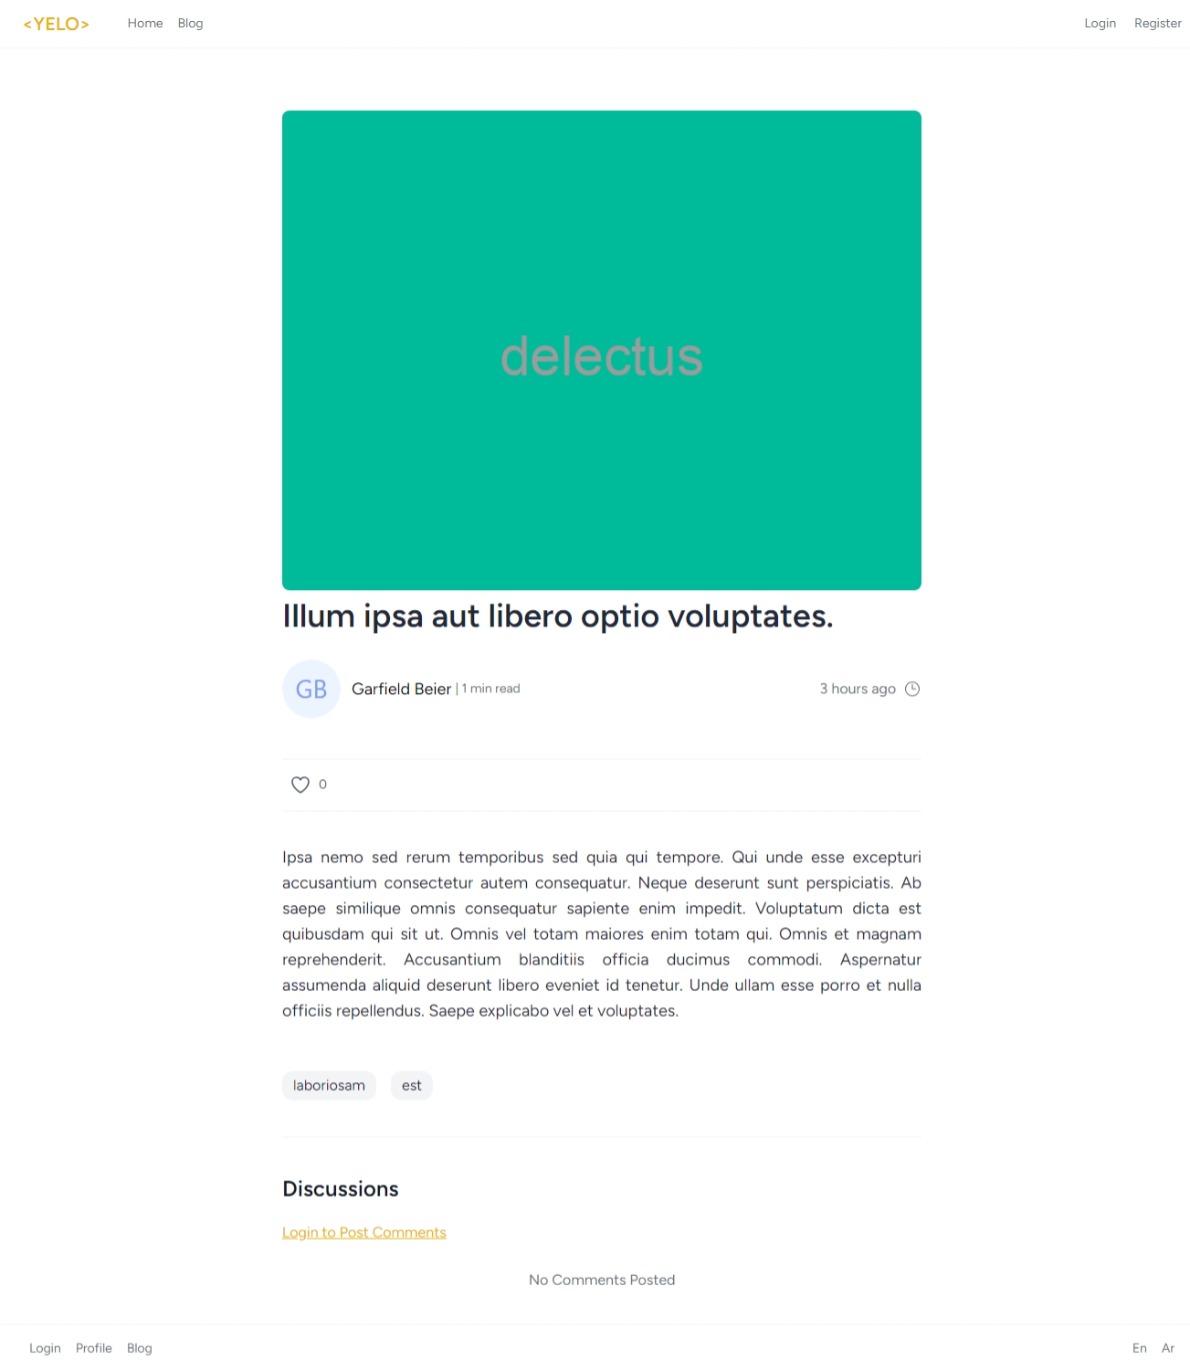 <YELO> Home Blog Login Register
delectus
Illum ipsa aut libero optio voluptates.
GB Garfield Beier | 1 min read 3 hours ago
0
Ipsa nemo sed rerum temporibus sed quia qui tempore. Qui unde esse excepturi
accusantium consectetur autem consequatur. Neque deserunt sunt perspiciatis. Ab
saepe similique omnis consequatur sapiente enim impedit. Voluptatum dicta est
quibusdam qui sit ut. Omnis vel totam maiores enim totam qui. Omnis et magnam
reprehenderit. Accusantium blanditiis officia ducimus commodi. Aspernatur
assumenda aliquid deserunt libero eveniet id tenetur. Unde ullam esse porro et nulla
officiis repellendus. Saepe explicabo vel et voluptates.
laboriosam est
Discussions
Login to Post Comments
No Comments Posted
Login Profile Blog En Ar